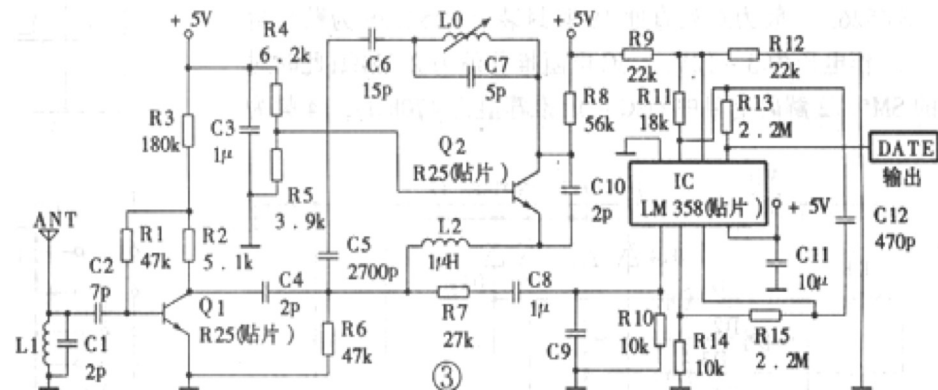 + 5V
R4
6.2k
L0
C6
15p
C7
5p
+ 5V
R9
22k
R12
22k
R3
180k
C3
1μ
R8
56k
R11
18k
R13
2.2M
Q2
R25(贴片)
R5
3.9k
C10
2p
IC
LM 358(贴片)
DATE
输出
+ 5V
ANT
R1
47k
R2
5.1k
C5
2700p
L2
1μH
C12
470p
C2
7p
C4
2p
C8
1μ
C11
10μ
Q1
R25(贴片)
R6
47k
R7
27k
R10
10k
R15
2.2M
L1
C1
2p
C9
R14
10k
③